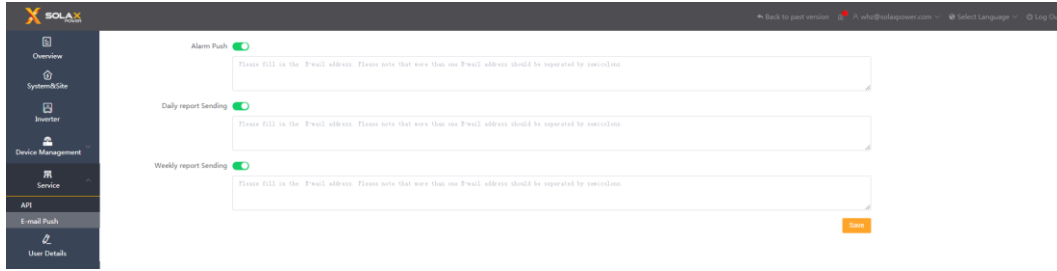 SOLAX
POWER
Back to past version whz@solaxpower.com Select Language Log Ou
Overview
System&Site
Inverter
Device Management
Service
API
E-mail Push
User Details
Alarm Push
Please fill in the E-mail address. Please note that more than one E-mail address should be separated by semicolons.
Daily report Sending
Please fill in the E-mail address. Please note that more than one E-mail address should be separated by semicolons.
Weekly report Sending
Please fill in the E-mail address. Please note that more than one E-mail address should be separated by semicolons.
Save